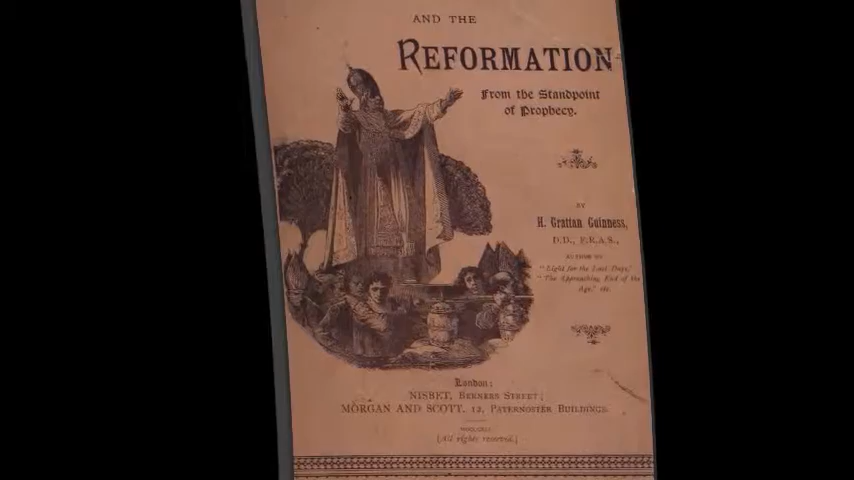 AND THE
REFORMATION
From the Standpoint
of Prophecy.
BY
H. Grattan Guinness,
D.D., F.R.A.S.,
AUTHOR OF
"Light for the Last Days,"
"The Approaching End of the
Age," etc.
London:
NISBET, BERNERS STREET;
MORGAN AND SCOTT, 12, PATERNOSTER BUILDINGS.
[All rights reserved.]